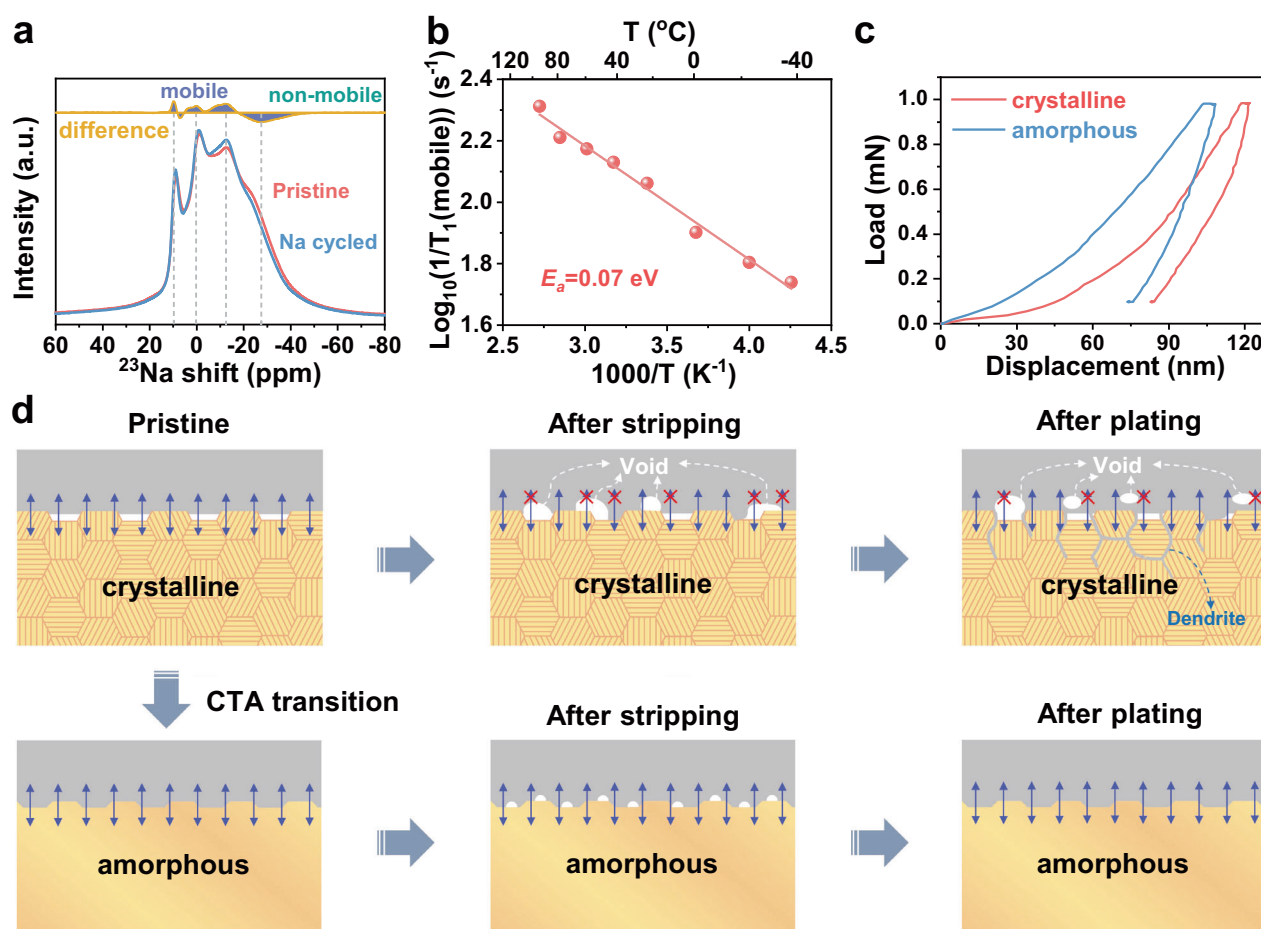 a
mobile
non-mobile
difference
Pristine
Na cycled
Intensity (a.u.)
60 40 20 0 -20 -40 -60 -80
²³Na shift (ppm)
b
T (°C)
120 80 40 0 -40
2.4
2.2
2.0
1.8
1.6
Log₁₀(1/T₁(mobile)) (s⁻¹)
Eₐ=0.07 eV
2.5 3.0 3.5 4.0 4.5
1000/T (K⁻¹)
c
crystalline
amorphous
1.0
0.8
0.6
0.4
0.2
0.0
Load (mN)
0 30 60 90 120
Displacement (nm)
d
Pristine
After stripping
After plating
Void
Void
crystalline
crystalline
crystalline
Dendrite
CTA transition
After stripping
After plating
amorphous
amorphous
amorphous